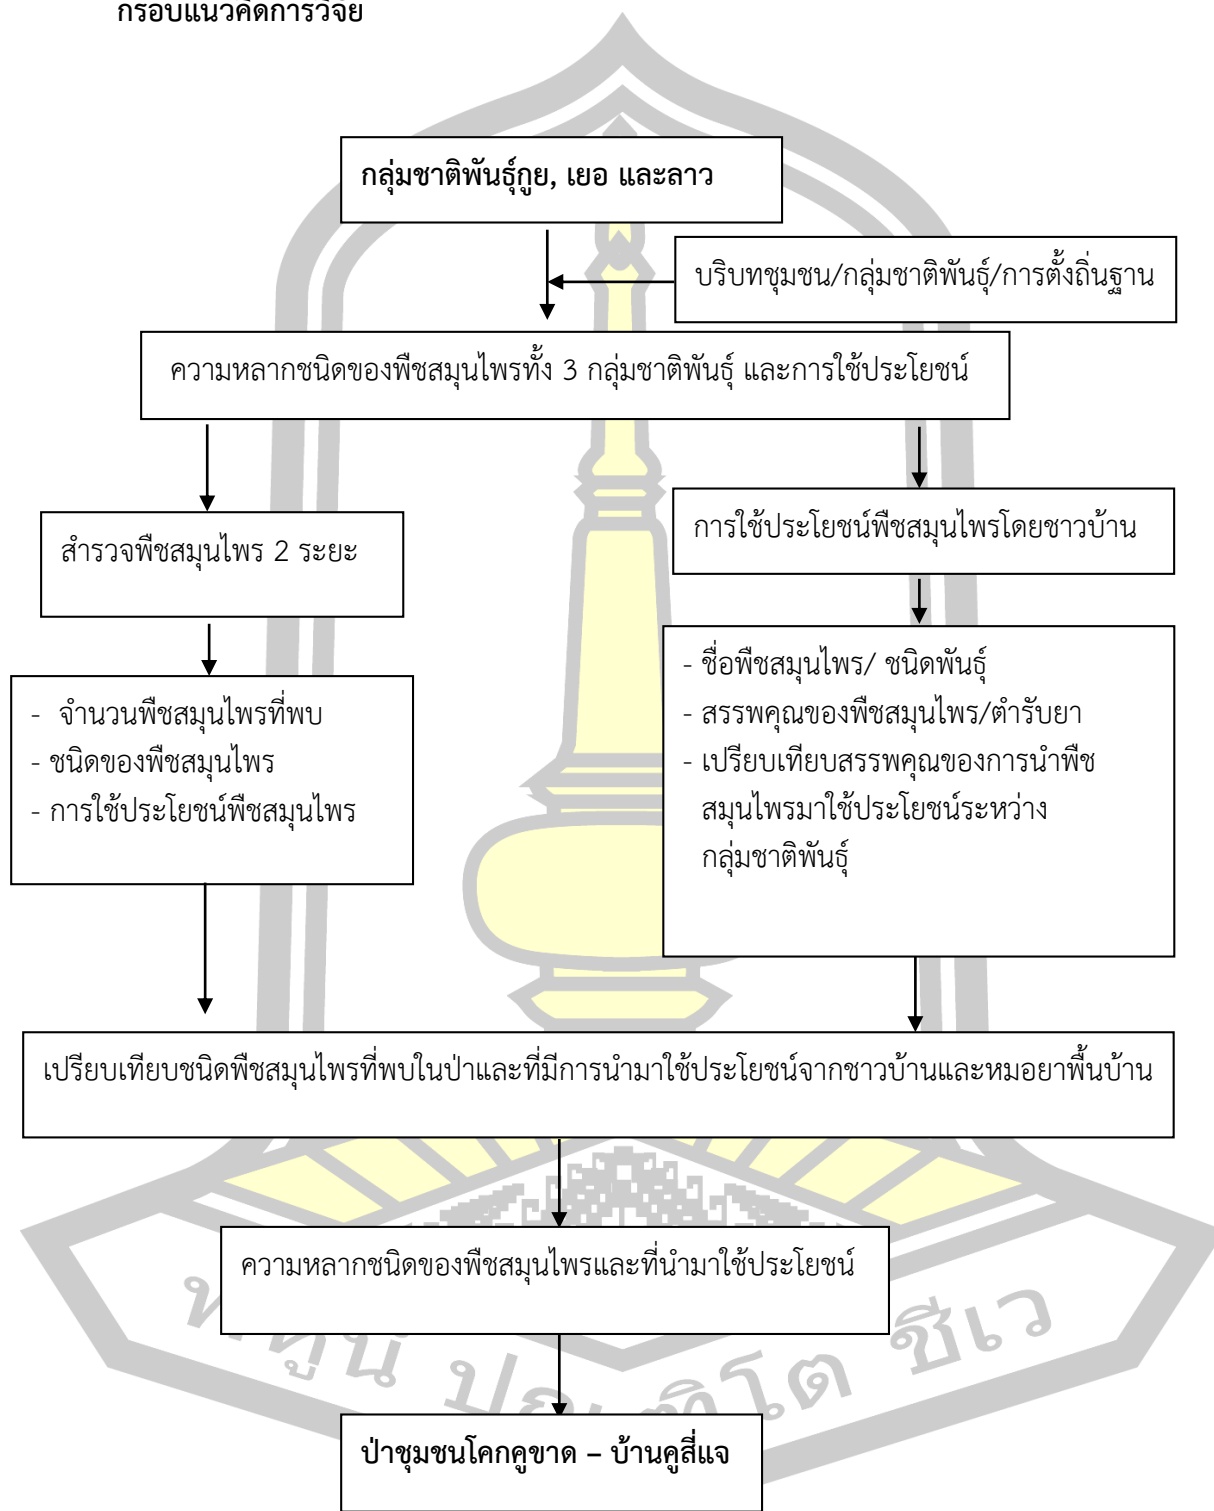 กรอบแนวคิดการวิจัย
กลุ่มชาติพันธุ์กูย, เยอ และลาว
บริบทชุมชน/กลุ่มชาติพันธุ์/การตั้งถิ่นฐาน
ความหลากชนิดของพืชสมุนไพรทั้ง 3 กลุ่มชาติพันธุ์ และการใช้ประโยชน์
สำรวจพืชสมุนไพร 2 ระยะ
- จำนวนพืชสมุนไพรที่พบ
- ชนิดของพืชสมุนไพร
- การใช้ประโยชน์พืชสมุนไพร
การใช้ประโยชน์พืชสมุนไพรโดยชาวบ้าน
- ชื่อพืชสมุนไพร/ ชนิดพันธุ์
- สรรพคุณของพืชสมุนไพร/ตำรับยา
- เปรียบเทียบสรรพคุณของการนำพืช
สมุนไพรมาใช้ประโยชน์ระหว่าง
กลุ่มชาติพันธุ์
เปรียบเทียบชนิดพืชสมุนไพรที่พบในป่าและที่มีการนำมาใช้ประโยชน์จากชาวบ้านและหมอยาพื้นบ้าน
ความหลากชนิดของพืชสมุนไพรและที่นำมาใช้ประโยชน์
ป่าชุมชนโคกคูขาด – บ้านคูสี่แจ
ชีเว